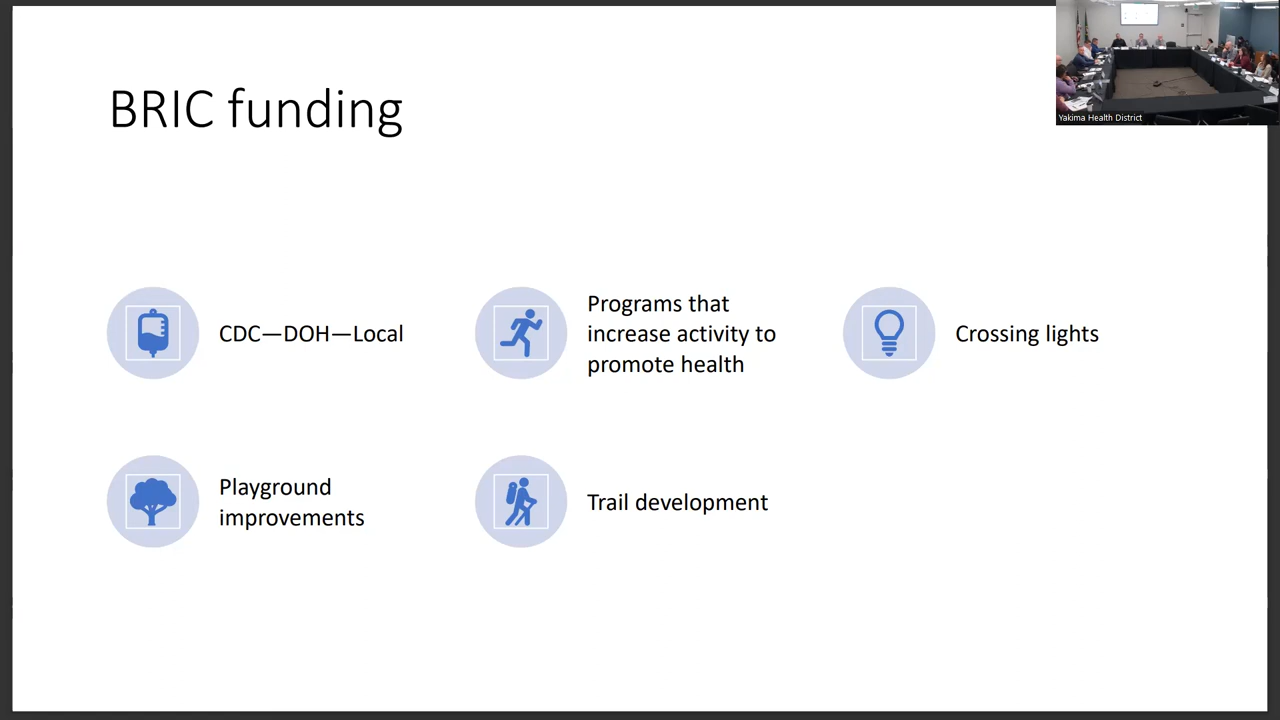 BRIC funding
Yakima Health District
CDC—DOH—Local
Programs that
increase activity to
promote health
Crossing lights
Playground
improvements
Trail development